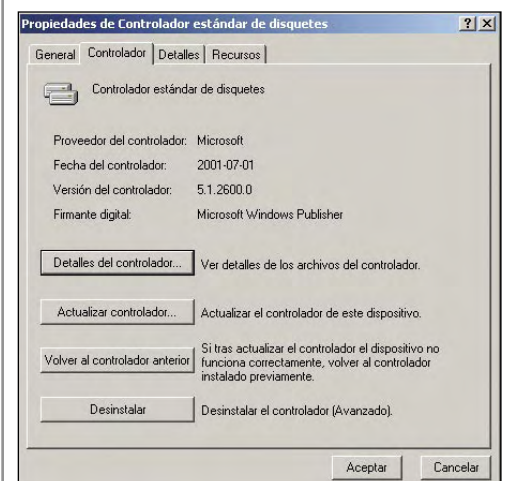 Propiedades de Controlador estándar de disquetes
General Controlador Detalles Recursos
Controlador estándar de disquetes
Proveedor del controlador: Microsoft
Fecha del controlador: 2001-07-01
Versión del controlador: 5.1.2600.0
Firmante digital: Microsoft Windows Publisher
Detalles del controlador... Ver detalles de los archivos del controlador.
Actualizar controlador... Actualizar el controlador de este dispositivo.
Volver al controlador anterior Si tras actualizar el controlador el dispositivo no
funciona correctamente, volver al controlador
instalado previamente.
Desinstalar Desinstalar el controlador (Avanzado).
Aceptar Cancelar